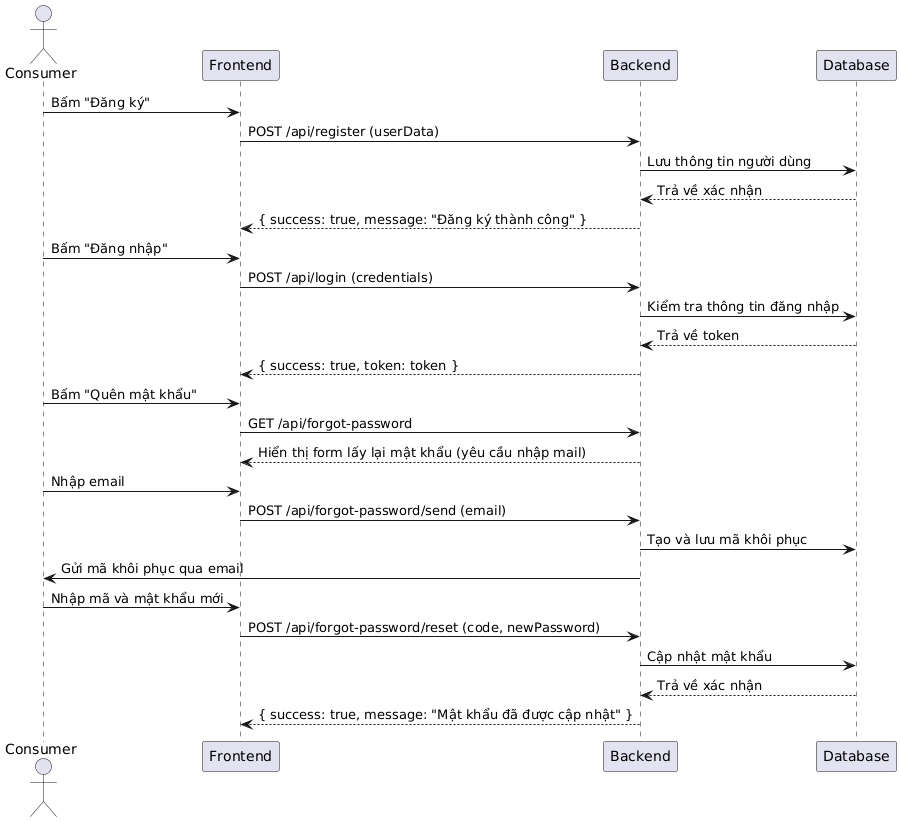 Consumer
Frontend
Backend
Database
Bấm "Đăng ký"
POST /api/register (userData)
Lưu thông tin người dùng
Trả về xác nhận
{ success: true, message: "Đăng ký thành công" }
Bấm "Đăng nhập"
POST /api/login (credentials)
Kiểm tra thông tin đăng nhập
Trả về token
{ success: true, token: token }
Bấm "Quên mật khẩu"
GET /api/forgot-password
Hiển thị form lấy lại mật khẩu (yêu cầu nhập mail)
Nhập email
POST /api/forgot-password/send (email)
Tạo và lưu mã khôi phục
Gửi mã khôi phục qua email
Nhập mã và mật khẩu mới
POST /api/forgot-password/reset (code, newPassword)
Cập nhật mật khẩu
Trả về xác nhận
{ success: true, message: "Mật khẩu đã được cập nhật" }
Consumer
Frontend
Backend
Database